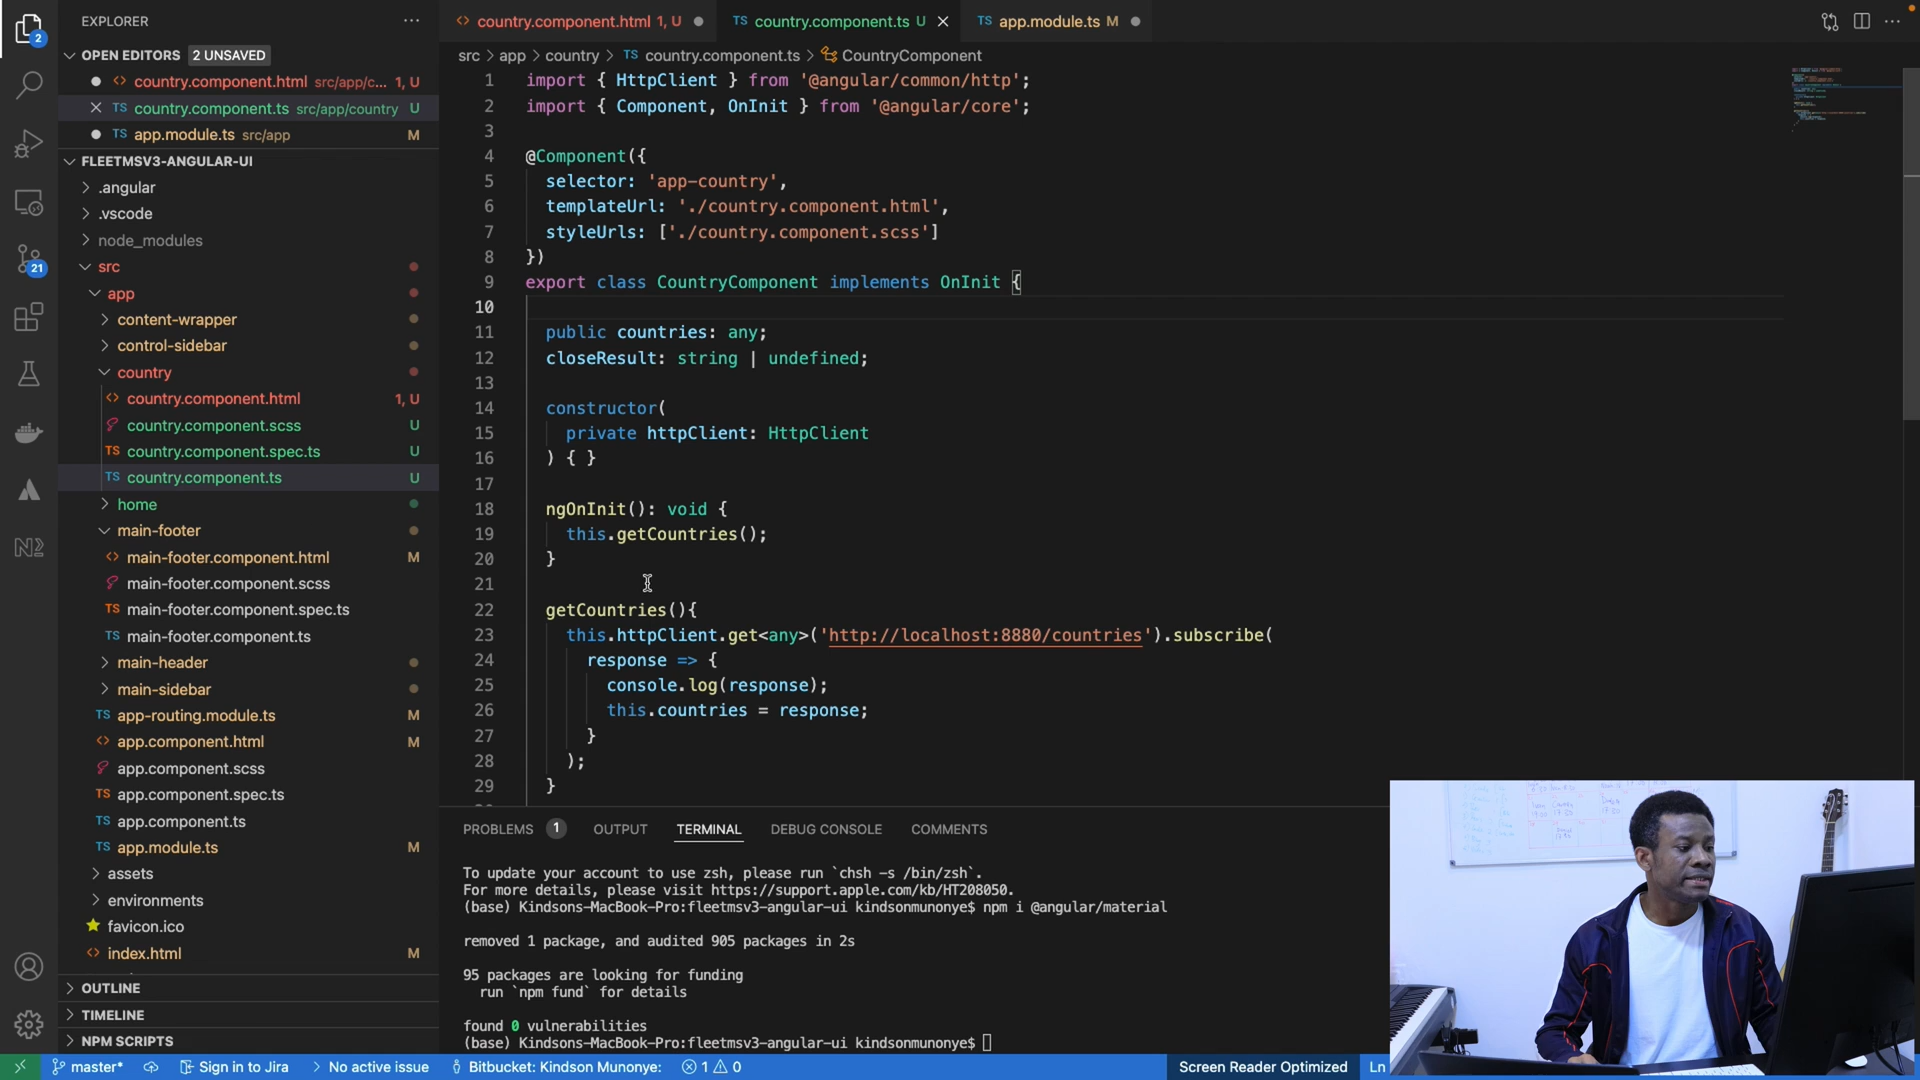 EXPLORER
OPEN EDITORS 2 UNSAVED
country.component.html src/app/c... 1, U
country.component.ts src/app/country U
app.module.ts src/app M
FLEETMSV3-ANGULAR-UI
.angular
.vscode
node_modules
src
app
content-wrapper
control-sidebar
country
country.component.html 1, U
country.component.scss U
TS country.component.spec.ts U
TS country.component.ts U
home
main-footer
main-footer.component.html M
main-footer.component.scss
TS main-footer.component.spec.ts
TS main-footer.component.ts
main-header
main-sidebar
TS app-routing.module.ts M
app.component.html M
app.component.scss
TS app.component.spec.ts
TS app.component.ts
TS app.module.ts M
assets
environments
favicon.ico
index.html M
OUTLINE
TIMELINE
NPM SCRIPTS
2
21
country.component.html 1, U
TS country.component.ts U
TS app.module.ts M
src > app > country > TS country.component.ts > CountryComponent
1 import { HttpClient } from '@angular/common/http';
2 import { Component, OnInit } from '@angular/core';
3
4 @Component({
5 selector: 'app-country',
6 templateUrl: './country.component.html',
7 styleUrls: ['./country.component.scss']
8 })
9 export class CountryComponent implements OnInit {
10
11 public countries: any;
12 closeResult: string | undefined;
13
14 constructor(
15 private httpClient: HttpClient
16 ) { }
17
18 ngOnInit(): void {
19 this.getCountries();
20 }
21
22 getCountries(){
23 this.httpClient.get<any>('http://localhost:8880/countries').subscribe(
24 response => {
25 console.log(response);
26 this.countries = response;
27 }
28 );
29 }
PROBLEMS 1 OUTPUT TERMINAL DEBUG CONSOLE COMMENTS
To update your account to use zsh, please run `chsh -s /bin/zsh`.
For more details, please visit https://support.apple.com/kb/HT208050.
(base) Kindsons-MacBook-Pro:fleetmsv3-angular-ui kindsonmunonye$ npm i @angular/material
removed 1 package, and audited 905 packages in 2s
95 packages are looking for funding
run `npm fund` for details
found 0 vulnerabilities
(base) Kindsons-MacBook-Pro:fleetmsv3-angular-ui kindsonmunonye$
master* Sign in to Jira No active issue Bitbucket: Kindson Munonye: 1 0 Screen Reader Optimized Ln